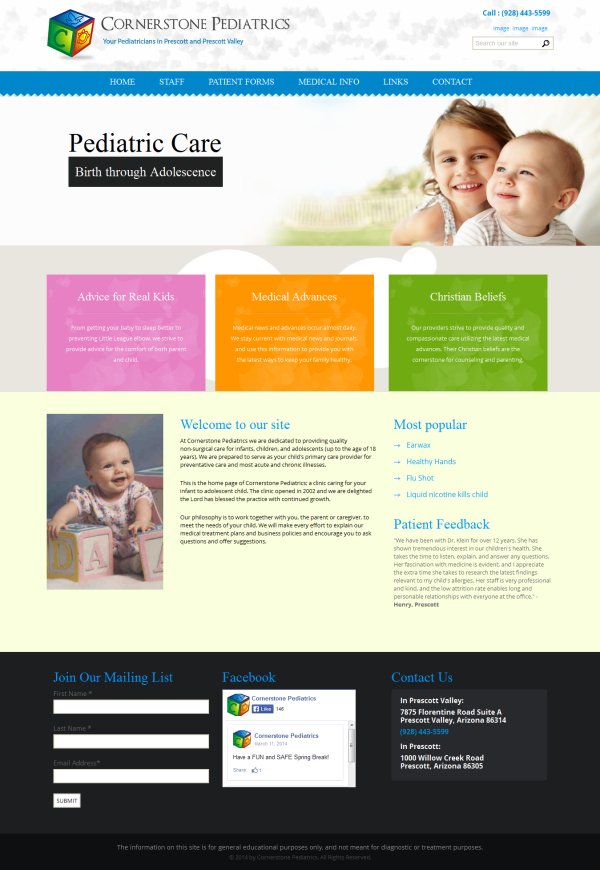 CORNERSTONE PEDIATRICS
Your Pediatricians in Prescott and Prescott Valley
Call : (928) 443-5599
image image image
Search our site
HOME STAFF PATIENT FORMS MEDICAL INFO LINKS CONTACT
Pediatric Care
Birth through Adolescence
Advice for Real Kids
From getting your baby to sleep better to
preventing Little League elbow, we strive to
provide advice for the comfort of both parent
and child.
Medical Advances
Medical news and advances occur almost daily.
We stay current with medical news and journals
and use this information to provide you with
the latest ways to keep your family healthy.
Christian Beliefs
Our providers strive to provide quality and
compassionate care utilizing the latest medical
advances. Their Christian beliefs are the
cornerstone for counseling and parenting.
Welcome to our site
At Cornerstone Pediatrics we are dedicated to providing quality
non-surgical care for infants, children, and adolescents (up to the age of 18
years). We are prepared to serve as your child's primary care provider for
preventative care and most acute and chronic illnesses.
This is the home page of Cornerstone Pediatrics; a clinic caring for your
infant to adolescent child. The clinic opened in 2002 and we are delighted
the Lord has blessed the practice with continued growth.
Our philosophy is to work together with you, the parent or caregiver, to
meet the needs of your child. We will make every effort to explain our
medical treatment plans and business policies and encourage you to ask
questions and offer suggestions.
Most popular
→ Earwax
→ Healthy Hands
→ Flu Shot
→ Liquid nicotine kills child
Patient Feedback
"We have been with Dr. Klein for over 12 years. She has
shown tremendous interest in our children's health. She
takes the time to listen, explain, and answer any questions.
Her fascination with medicine is evident, and I appreciate
the extra time she takes to research the latest findings
relevant to my child's allergies. Her staff is very professional
and kind, and the low attrition rate enables long and
personable relationships with everyone at the office." -
Henry, Prescott
Join Our Mailing List
First Name *
Last Name *
Email Address*
SUBMIT
Facebook
Cornerstone Pediatrics
Like 146
Cornerstone Pediatrics
March 11, 2014
Have a FUN and SAFE Spring Break!
Share 1
Contact Us
In Prescott Valley:
7875 Florentine Road Suite A
Prescott Valley, Arizona 86314
(928) 443-5599
In Prescott:
1000 Willow Creek Road
Prescott, Arizona 86305
The information on this site is for general educational purposes only, and not meant for diagnostic or treatment purposes.
© 2014 by Cornerstone Pediatrics. All Rights Reserved.